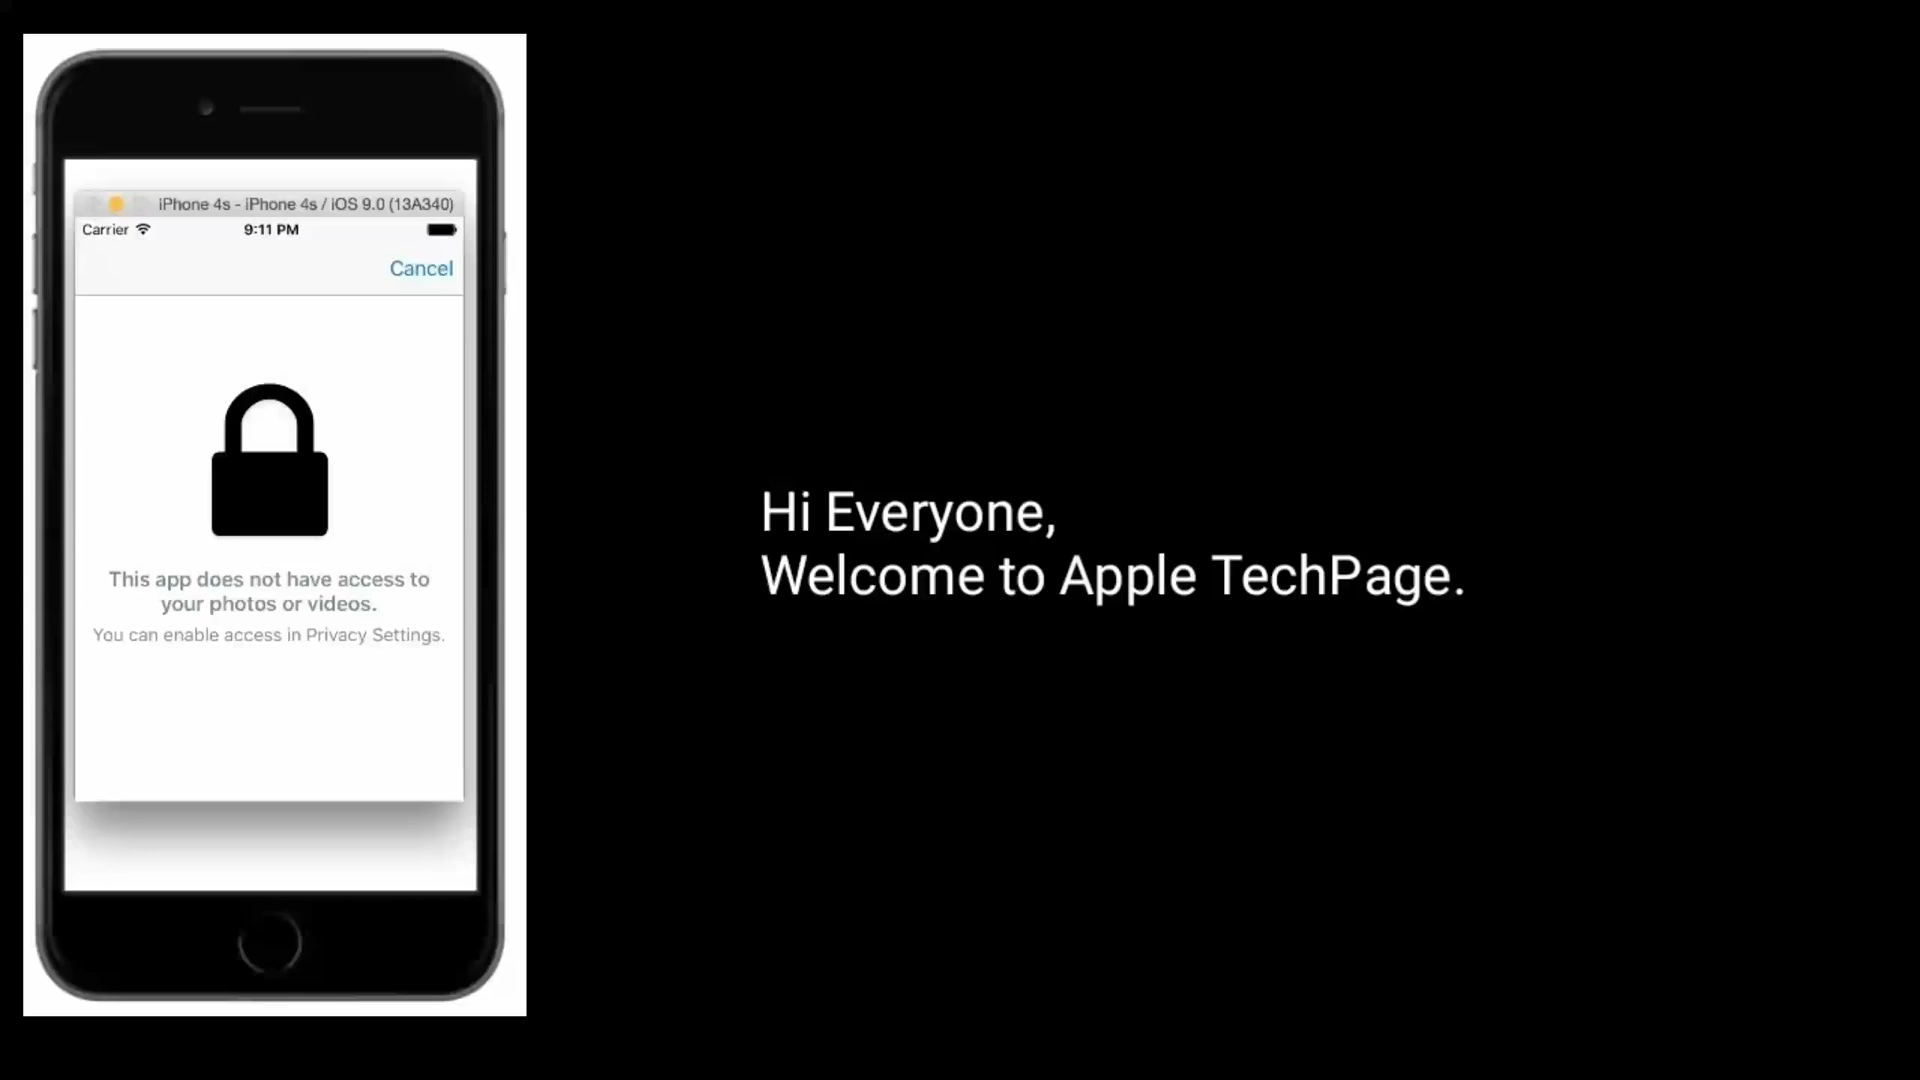 iPhone 4s - iPhone 4s / iOS 9.0 (13A340)
Carrier 9:11 PM
Cancel
This app does not have access to
your photos or videos.
You can enable access in Privacy Settings.
Hi Everyone,
Welcome to Apple TechPage.